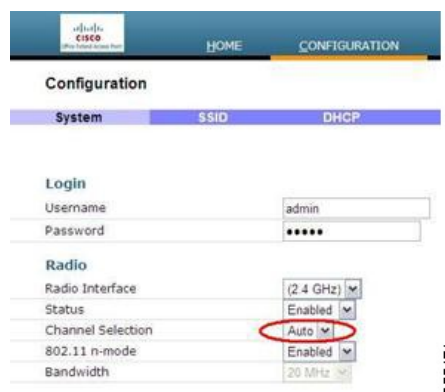 CISCO
HOME CONFIGURATION
Configuration
System SSID DHCP
Login
Username admin
Password •••••
Radio
Radio Interface (2.4 GHz)
Status Enabled
Channel Selection Auto
802.11 n-mode Enabled
Bandwidth 20 MHz